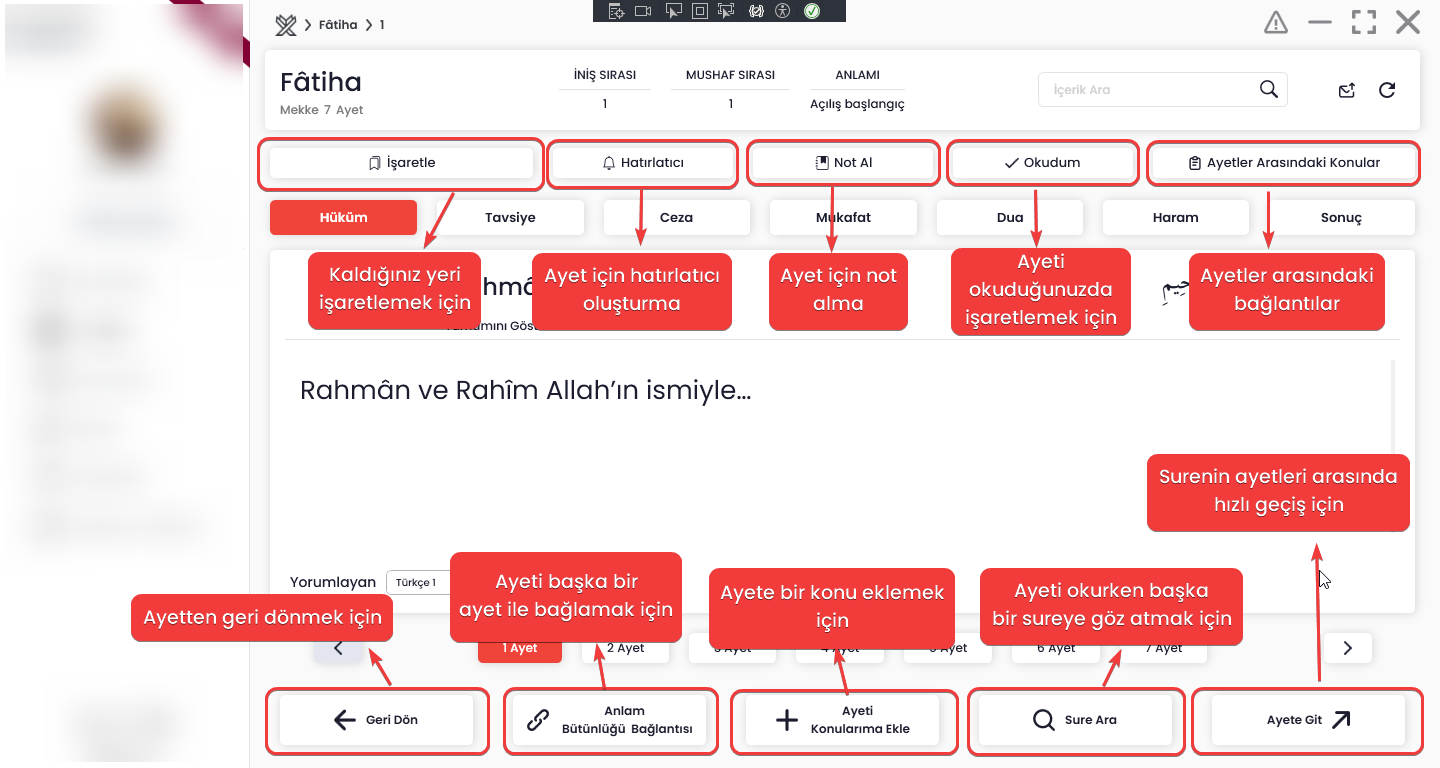 Fâtiha 1
Fâtiha
Mekke 7 Ayet
İNİŞ SIRASI
1
MUSHAF SIRASI
1
ANLAMI
Açılış başlangıç
İçerik Ara
İşaretle
Hatırlatıcı
Not Al
Okudum
Ayetler Arasındaki Konular
Hüküm
Tavsiye
Ceza
Mükafat
Dua
Haram
Sonuç
Kaldığınız yeri
işaretlemek için
Ayet için hatırlatıcı
oluşturma
Ayet için not
alma
Ayeti
okuduğunuzda
işaretlemek için
Ayetler arasındaki
bağlantılar
Rahmân ve Rahîm Allah’ın ismiyle...
Surenin ayetleri arasında
hızlı geçiş için
Yorumlayan
Türkçe 1
Ayetten geri dönmek için
Ayeti başka bir
ayet ile bağlamak için
Ayete bir konu eklemek
için
Ayeti okurken başka
bir sureye göz atmak için
1 Ayet
2 Ayet
3 Ayet
4 Ayet
5 Ayet
6 Ayet
7 Ayet
Geri Dön
Anlam
Bütünlüğü Bağlantısı
Ayeti
Konularıma Ekle
Sure Ara
Ayete Git